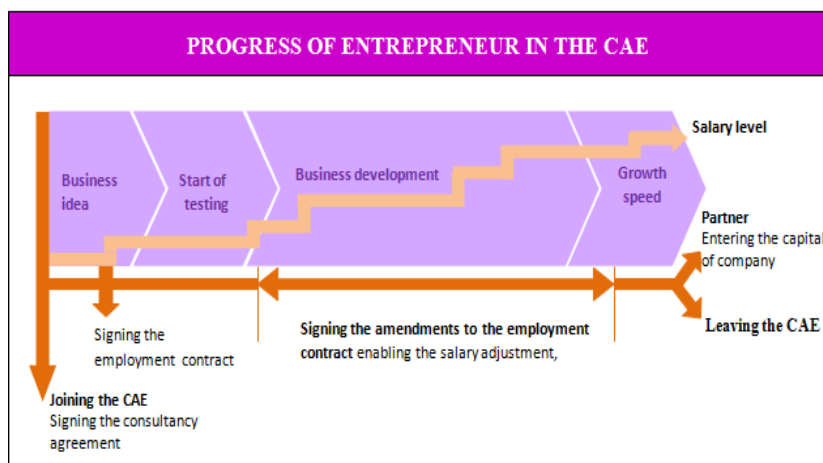 PROGRESS OF ENTREPRENEUR IN THE CAE
Salary level
Business
idea
Start of
testing
Business development
Growth
speed
Partner
Entering the capital
of company
Signing the
employment contract
Signing the amendments to the employment
contract enabling the salary adjustment,
Leaving the CAE
Joining the CAE
Signing the consultancy
agreement